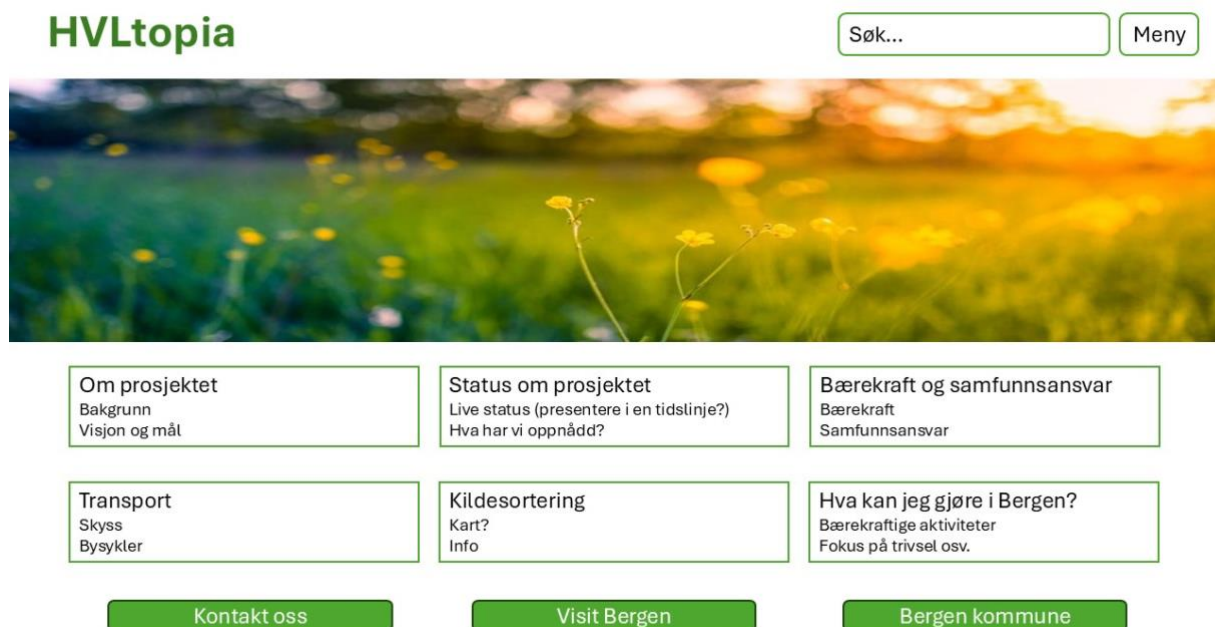 HVLtopia
Søk...
Meny
Om prosjektet
Bakgrunn
Visjon og mål
Status om prosjektet
Live status (presentere i en tidslinje?)
Hva har vi oppnådd?
Bærekraft og samfunnsansvar
Bærekraft
Samfunnsansvar
Transport
Skyss
Bysykler
Kildesortering
Kart?
Info
Hva kan jeg gjøre i Bergen?
Bærekraftige aktiviteter
Fokus på trivsel osv.
Kontakt oss
Visit Bergen
Bergen kommune